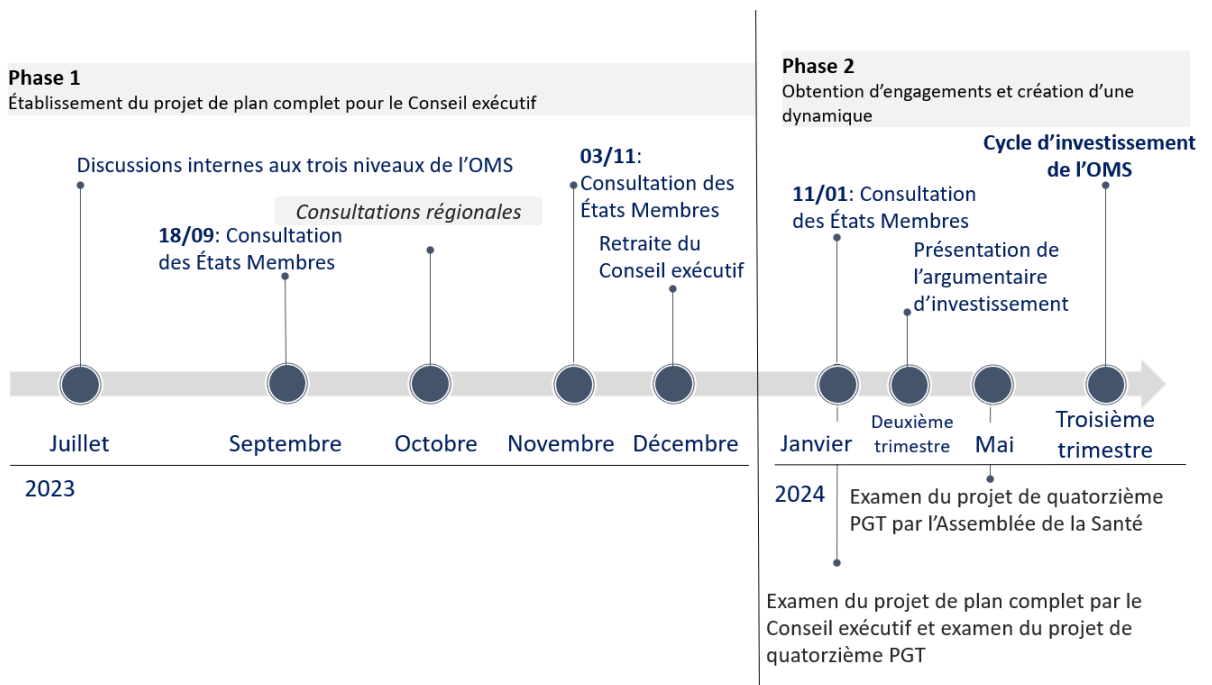 Phase 1
Établissement du projet de plan complet pour le Conseil exécutif
Discussions internes aux trois niveaux de l’OMS
Consultations régionales
18/09: Consultation
des États Membres
03/11:
Consultation des
États Membres
Retraite du
Conseil exécutif
Juillet
Septembre
Octobre
Novembre
Décembre
2023
Phase 2
Obtention d’engagements et création d’une
dynamique
Cycle d’investissement
de l’OMS
11/01: Consultation
des États Membres
Présentation de
l’argumentaire
d’investissement
Janvier
Deuxième
trimestre
Mai
Troisième
trimestre
2024
Examen du projet de quatorzième
PGT par l’Assemblée de la Santé
Examen du projet de plan complet par le
Conseil exécutif et examen du projet de
quatorzième PGT